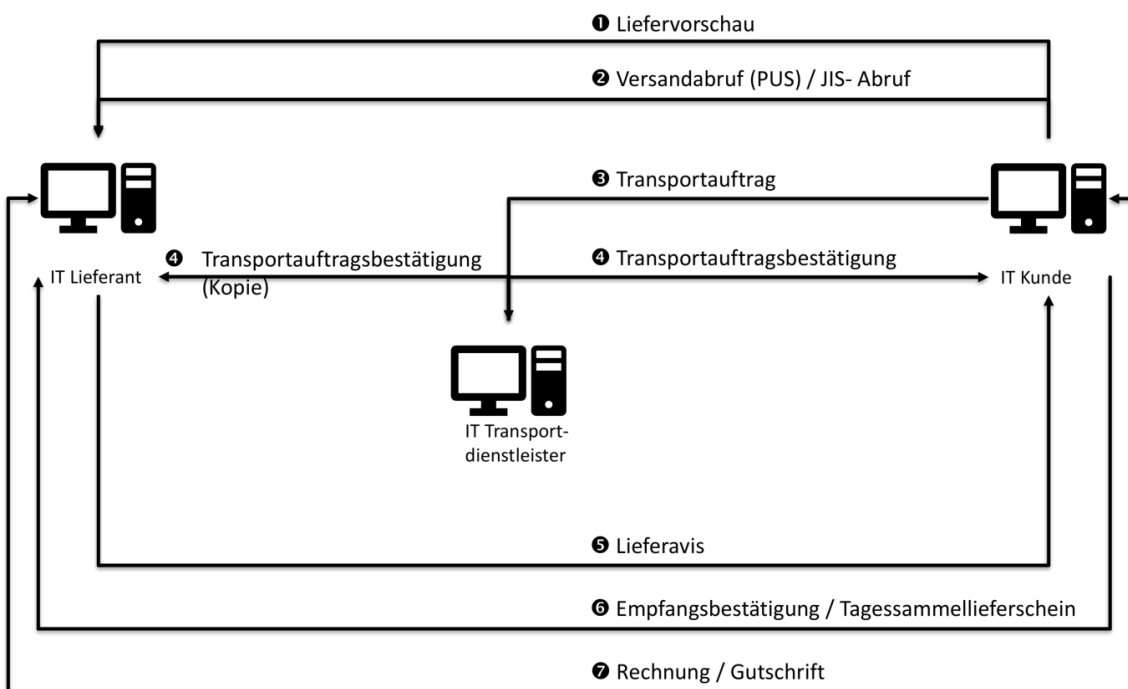 ❶ Liefervorschau
❷ Versandabruf (PUS) / JIS- Abruf
❸ Transportauftrag
❹ Transportauftragsbestätigung
(Kopie)
❹ Transportauftragsbestätigung
IT Lieferant
IT Kunde
IT Transport-
dienstleister
❺ Lieferavis
❻ Empfangsbestätigung / Tagessammellieferschein
❼ Rechnung / Gutschrift